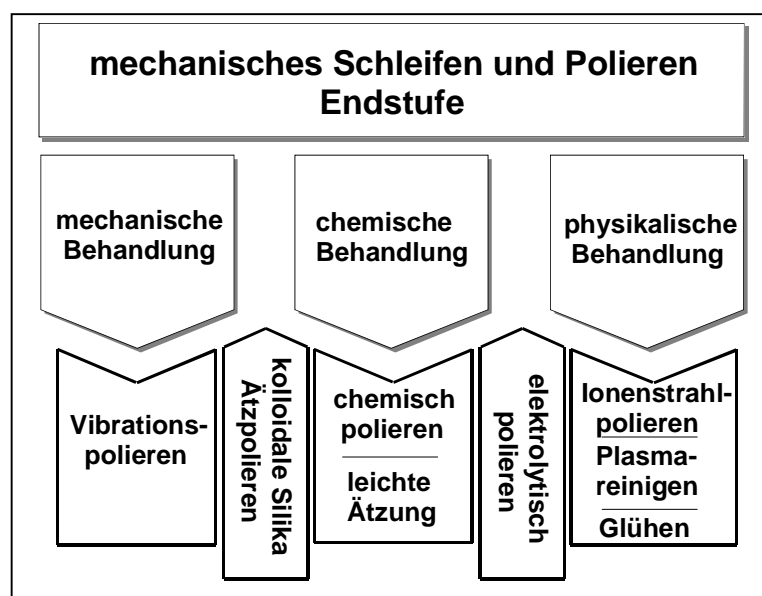 mechanisches Schleifen und Polieren
Endstufe
mechanische
Behandlung
chemische
Behandlung
physikalische
Behandlung
Vibrations-
polieren
kolloidale Silika
Ätzpolieren
chemisch
polieren
leichte
Ätzung
elektrolytisch
polieren
Ionenstrahl-
polieren
Plasma-
reinigen
Glühen